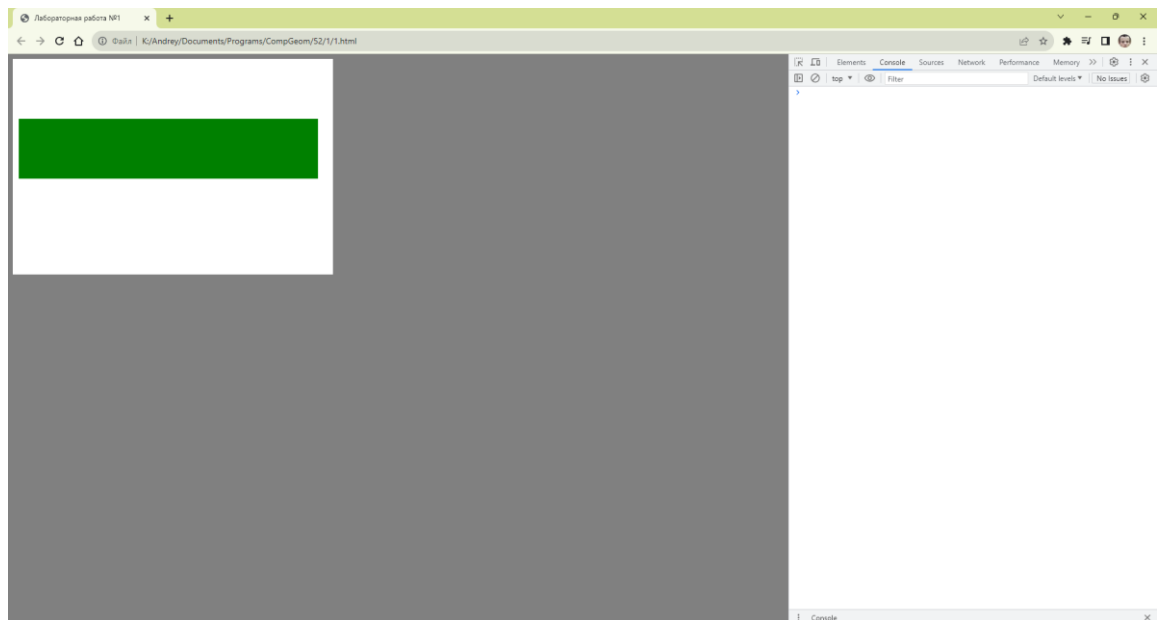 Лабораторная работа №1
Файл K:/Andrey/Documents/Programs/CompGeom/S2/1/1.html
Elements Console Sources Network Performance Memory
top Filter Default levels No Issues
Console